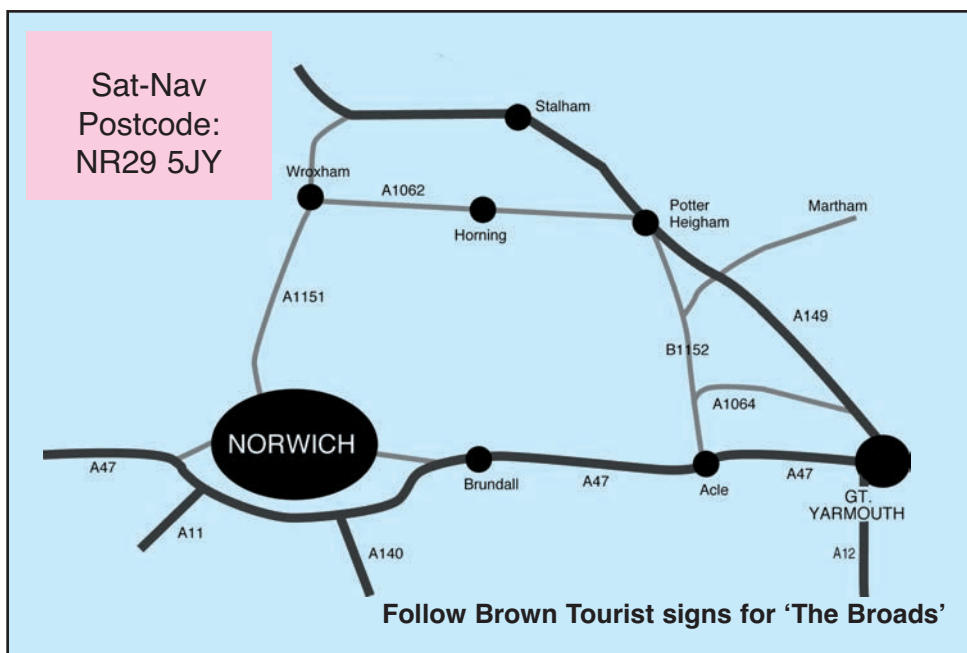 Sat-Nav
Postcode:
NR29 5JY
Stalham
Wroxham
A1062
Potter
Heigham
Martham
Horning
A1151
A149
B1152
A1064
NORWICH
A47
Brundall
A47
Acle
A47
GT.
YARMOUTH
A11
A140
A12
Follow Brown Tourist signs for ‘The Broads’